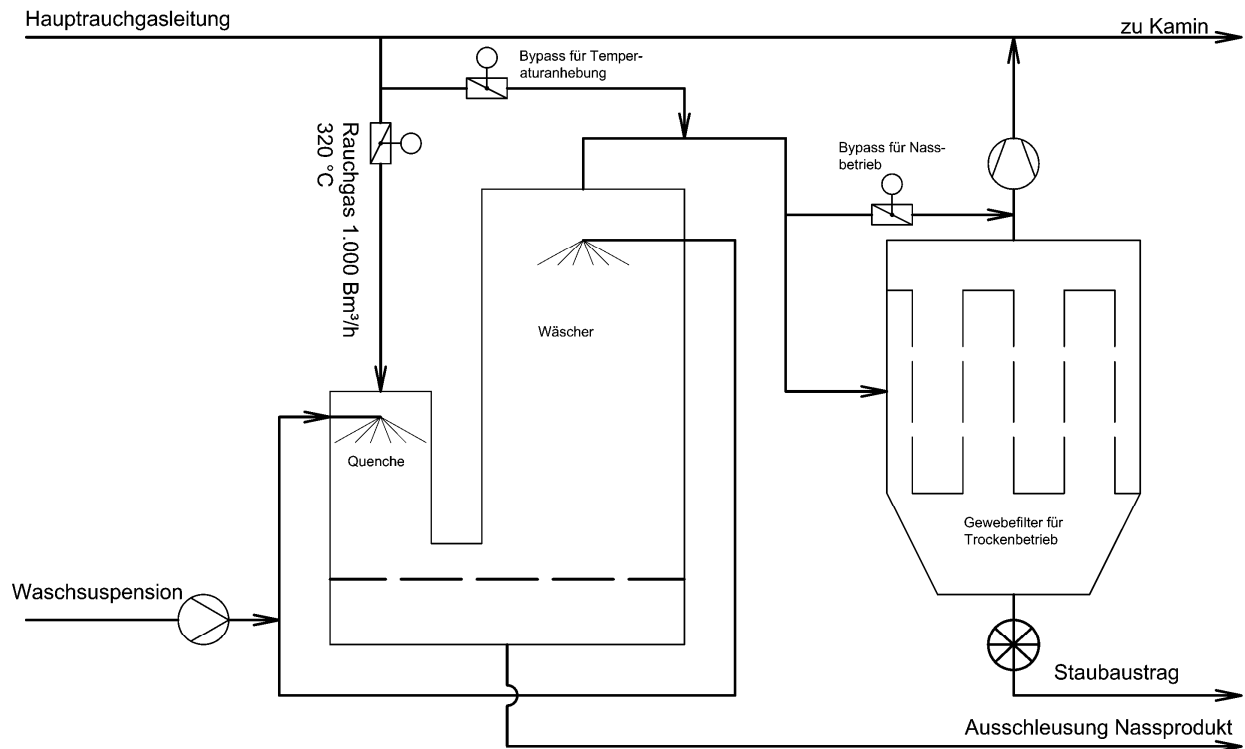 Hauptrauchgasleitung
zu Kamin
Bypass für Temper-
aturanhebung
Rauchgas 1.000 Bm³/h
320 °C
Bypass für Nass-
betrieb
Wäscher
Quenche
Gewebefilter für
Trockenbetrieb
Waschsuspension
Staubaustrag
Ausschleusung Nassprodukt